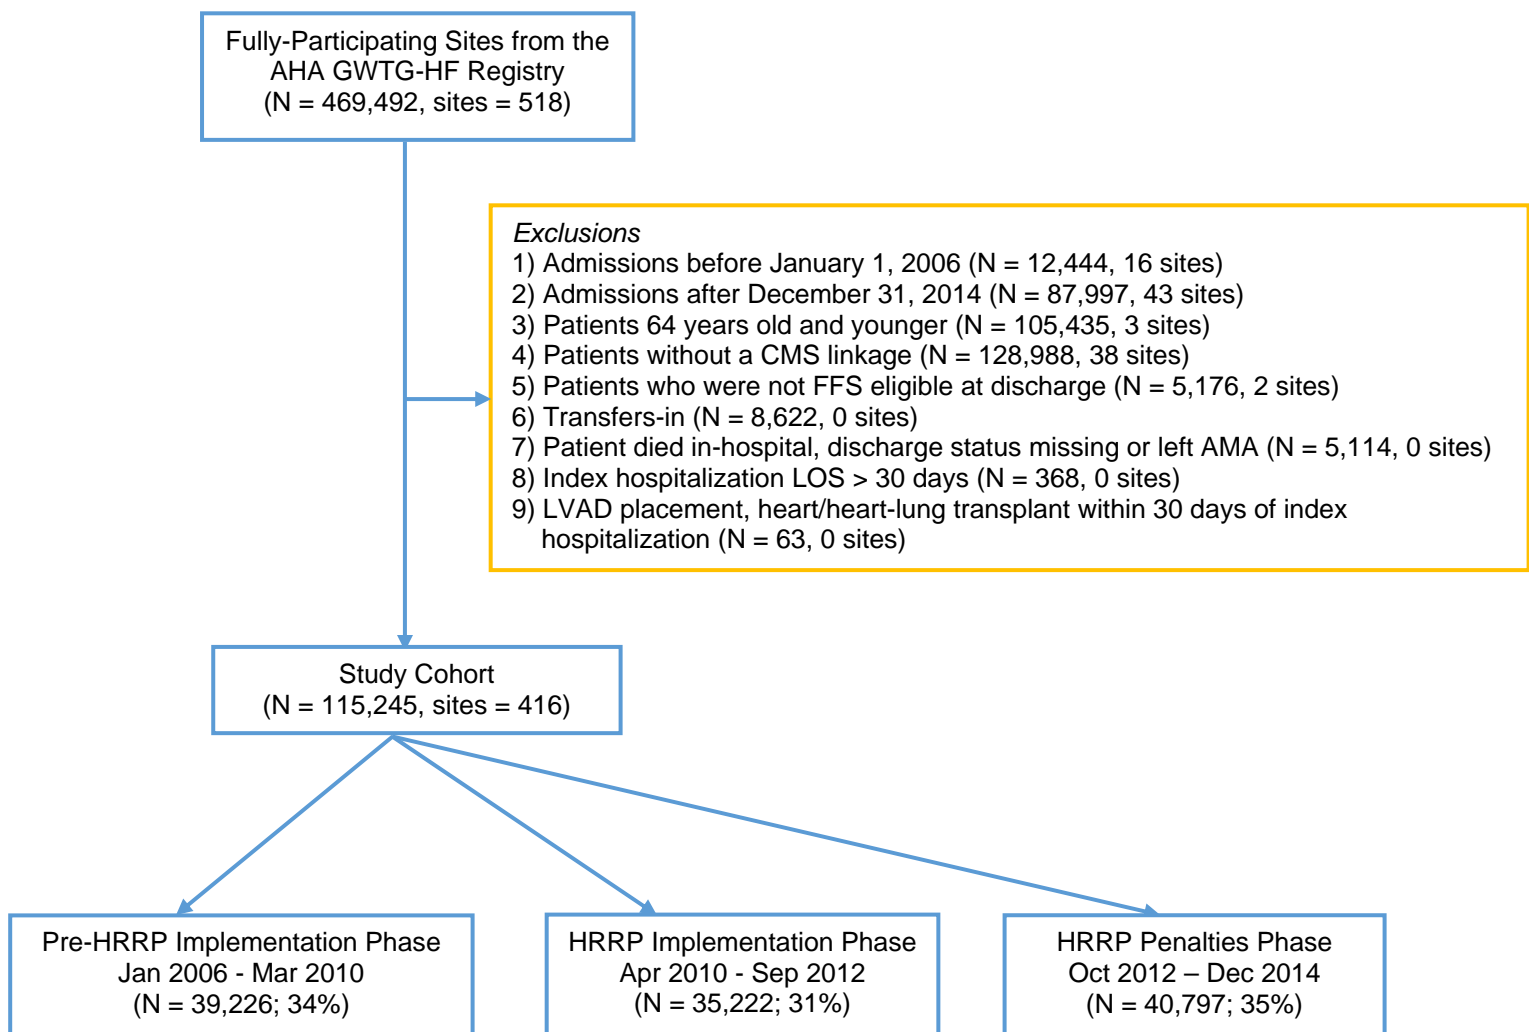 Fully-Participating Sites from the
AHA GWTG-HF Registry
(N = 469,492, sites = 518)
Exclusions
1) Admissions before January 1, 2006 (N = 12,444, 16 sites)
2) Admissions after December 31, 2014 (N = 87,997, 43 sites)
3) Patients 64 years old and younger (N = 105,435, 3 sites)
4) Patients without a CMS linkage (N = 128,988, 38 sites)
5) Patients who were not FFS eligible at discharge (N = 5,176, 2 sites)
6) Transfers-in (N = 8,622, 0 sites)
7) Patient died in-hospital, discharge status missing or left AMA (N = 5,114, 0 sites)
8) Index hospitalization LOS > 30 days (N = 368, 0 sites)
9) LVAD placement, heart/heart-lung transplant within 30 days of index
hospitalization (N = 63, 0 sites)
Study Cohort
(N = 115,245, sites = 416)
Pre-HRRP Implementation Phase
Jan 2006 - Mar 2010
(N = 39,226; 34%)
HRRP Implementation Phase
Apr 2010 - Sep 2012
(N = 35,222; 31%)
HRRP Penalties Phase
Oct 2012 – Dec 2014
(N = 40,797; 35%)